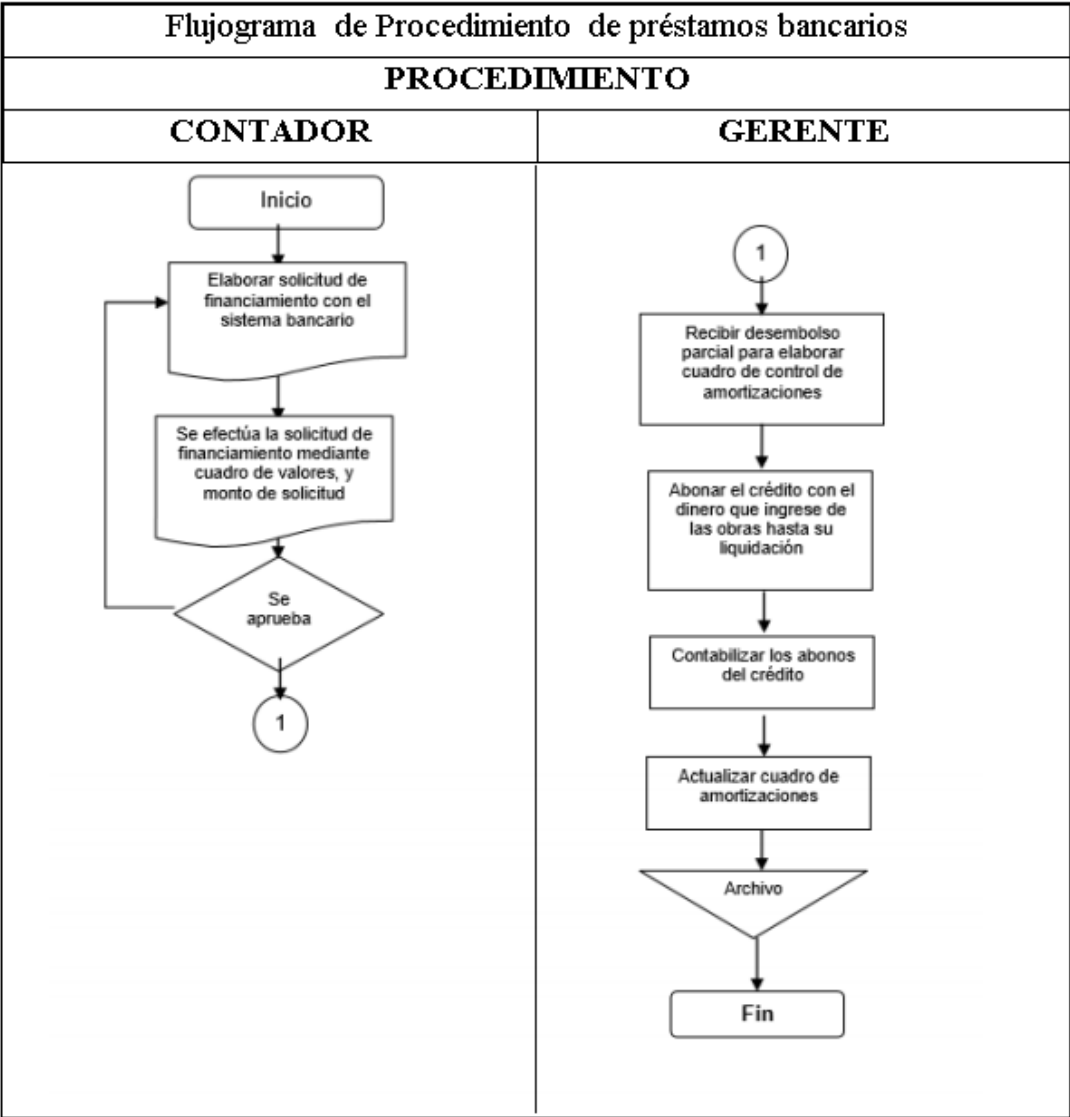 Flujograma de Procedimiento de préstamos bancarios
PROCEDIMIENTO
CONTADOR
GERENTE
Inicio
Elaborar solicitud de
financiamiento con el
sistema bancario
Se efectúa la solicitud de
financiamiento mediante
cuadro de valores, y
monto de solicitud
Se
aprueba
1
1
Recibir desembolso
parcial para elaborar
cuadro de control de
amortizaciones
Abonar el crédito con el
dinero que ingrese de
las obras hasta su
liquidación
Contabilizar los abonos
del crédito
Actualizar cuadro de
amortizaciones
Archivo
Fin